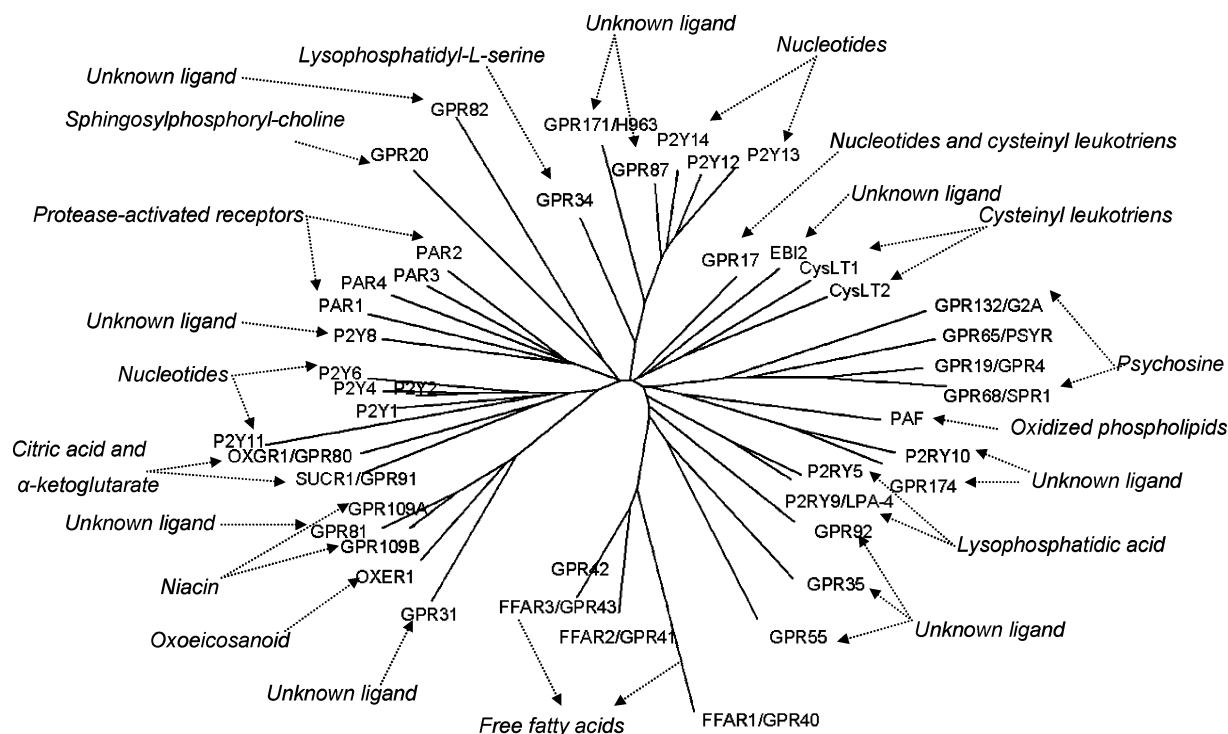 Unknown ligand
Nucleotides
Lysophosphatidyl-L-serine
Unknown ligand
GPR82
Sphingosylphosphoryl-choline
GPR171/H963
P2Y14
Nucleotides and cysteinyl leukotriens
GPR20
GPR87
P2Y12
P2Y13
GPR34
Unknown ligand
Protease-activated receptors
Cysteinyl leukotriens
PAR2
GPR17
EBI2
PAR3
CysLT1
PAR4
CysLT2
PAR1
GPR132/G2A
Unknown ligand
P2Y8
GPR65/PSYR
Nucleotides
P2Y6
GPR19/GPR4
Psychosine
P2Y4
P2Y2
GPR68/SPR1
P2Y1
PAF
Oxidized phospholipids
P2Y11
Citric acid and
OXGR1/GPR80
P2RY10
α-ketoglutarate
SUCR1/GPR91
P2RY5
GPR174
Unknown ligand
GPR109A
P2RY9/LPA-4
Unknown ligand
GPR81
GPR92
GPR109B
Lysophosphatidic acid
Niacin
OXER1
GPR42
GPR35
GPR31
FFAR3/GPR43
Oxoeicosanoid
FFAR2/GPR41
GPR55
Unknown ligand
Unknown ligand
Free fatty acids
FFAR1/GPR40